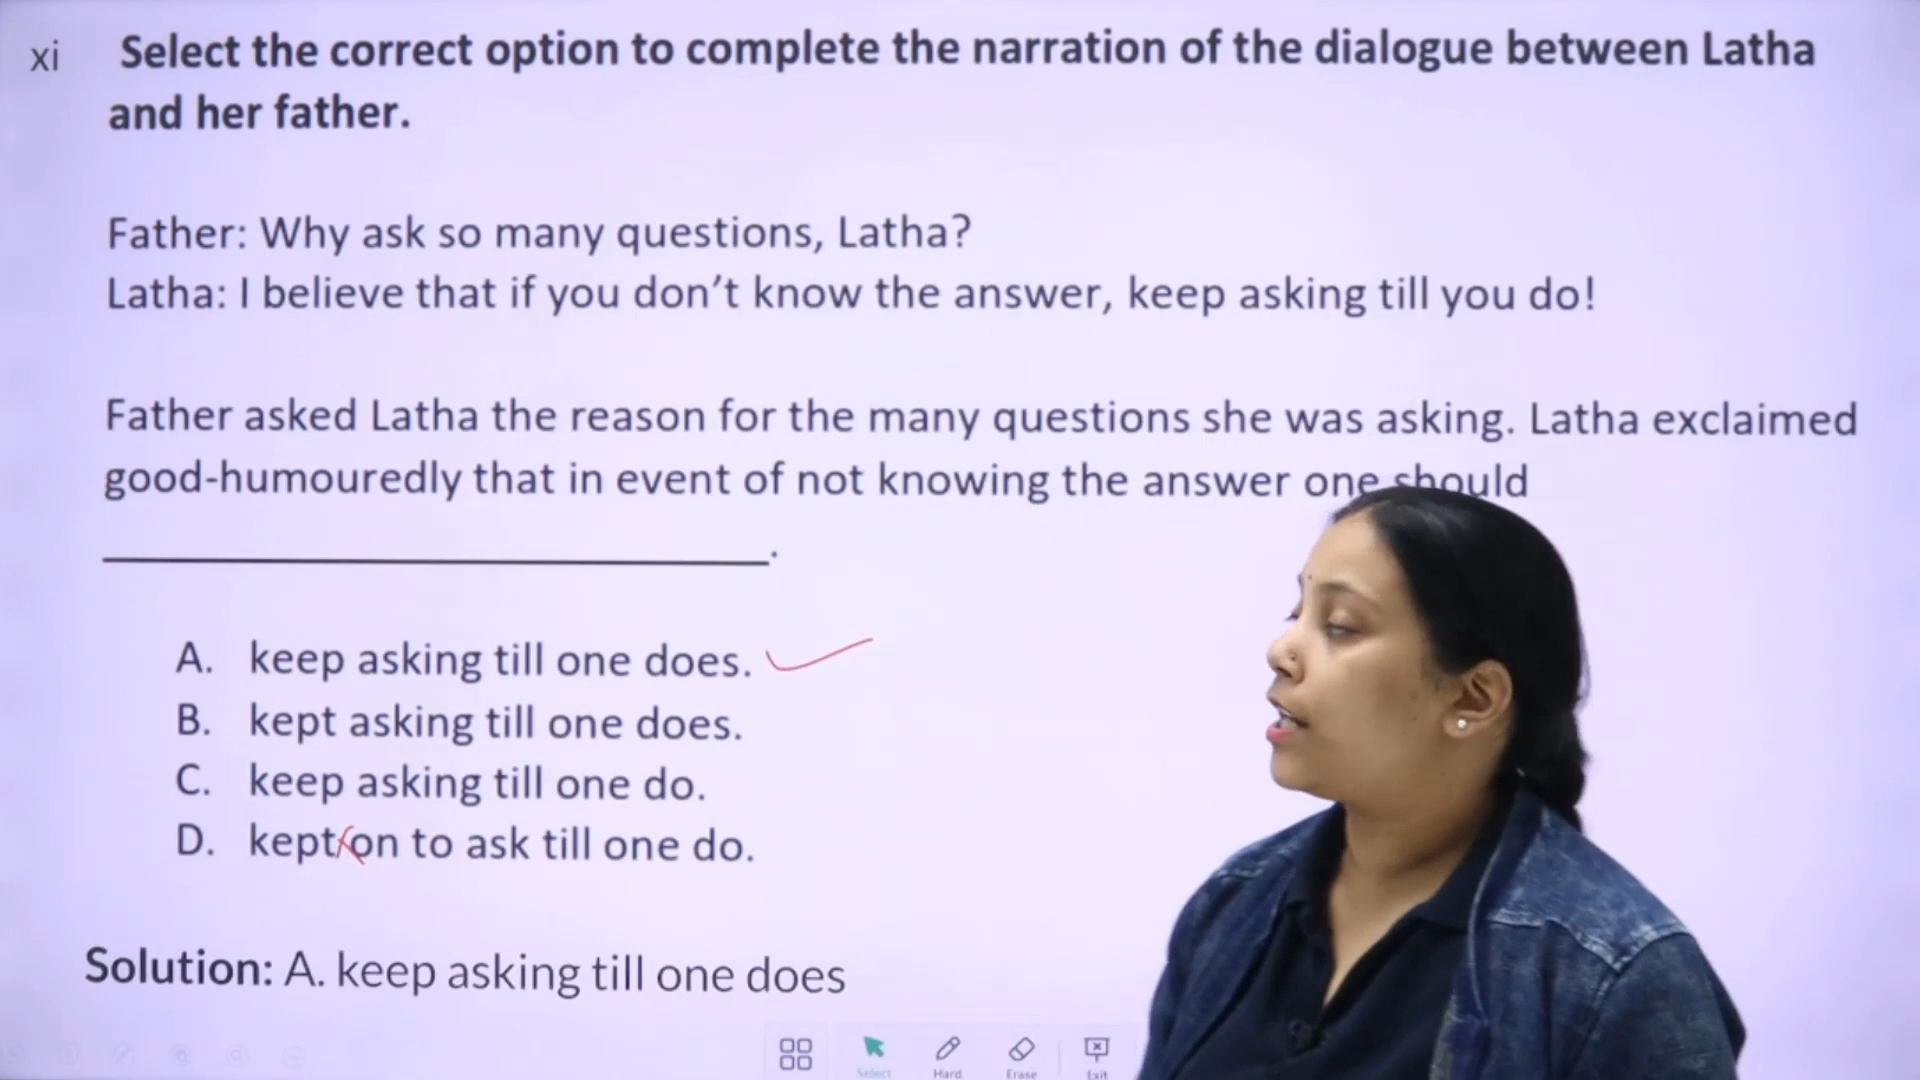 xi Select the correct option to complete the narration of the dialogue between Latha
and her father.
Father: Why ask so many questions, Latha?
Latha: I believe that if you don’t know the answer, keep asking till you do!
Father asked Latha the reason for the many questions she was asking. Latha exclaimed
good-humouredly that in event of not knowing the answer one should
____________________.
A. keep asking till one does.
B. kept asking till one does.
C. keep asking till one do.
D. kept on to ask till one do.
Solution: A. keep asking till one does
Select Hard Erase Exit